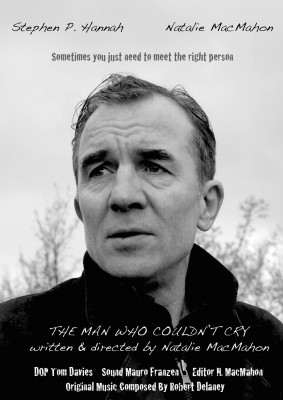 Stephen P. Hannah Natalie MacMahon
Sometimes you just need to meet the right person
THE MAN WHO COULDN'T CRY
written & directed by Natalie MacMahon
DOP Tom Davies Sound Mauro Franzen Editor N. MacMahon
Original Music Composed By Robert Delaney